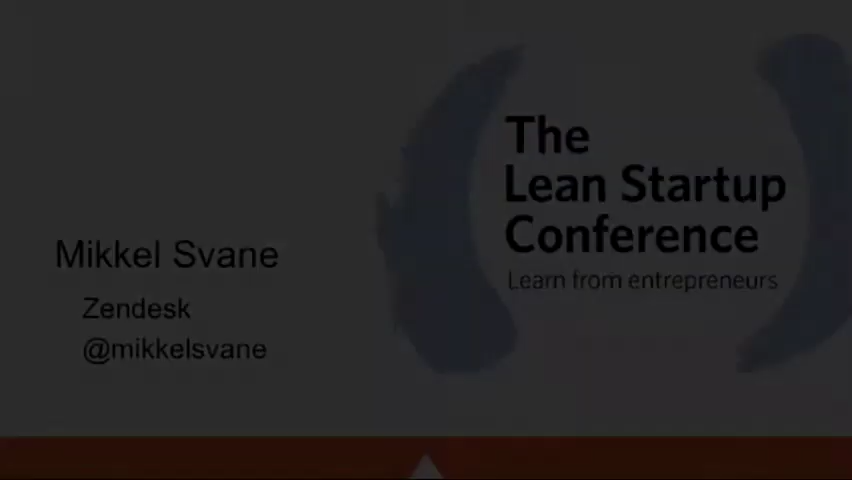 Mikkel Svane
Zendesk
@mikkelsvane
The
Lean Startup
Conference
Learn from entrepreneurs